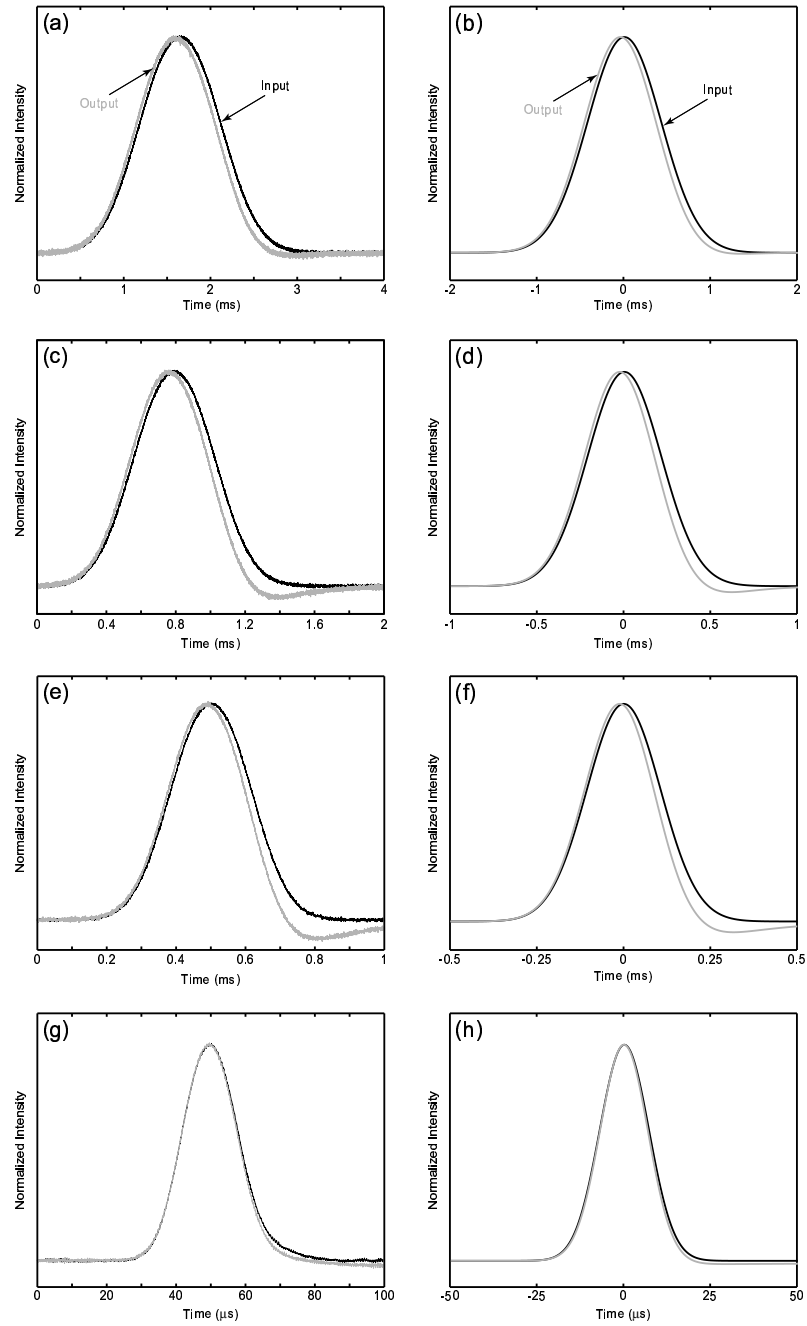 (a)
Normalized Intensity
Output
Input
0 1 2 3 4
Time (ms)
(b)
Normalized Intensity
Output
Input
-2 -1 0 1 2
Time (ms)
(c)
Normalized Intensity
0 0.4 0.8 1.2 1.6 2
Time (ms)
(d)
Normalized Intensity
-1 -0.5 0 0.5 1
Time (ms)
(e)
Normalized Intensity
0 0.2 0.4 0.6 0.8 1
Time (ms)
(f)
Normalized Intensity
-0.5 -0.25 0 0.25 0.5
Time (ms)
(g)
Normalized Intensity
0 20 40 60 80 100
Time (μs)
(h)
Normalized Intensity
-50 -25 0 25 50
Time (μs)